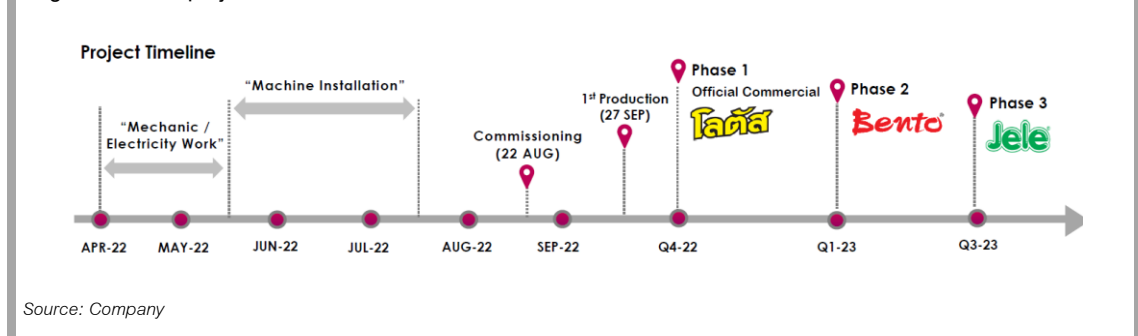 Project Timeline
"Mechanic /
Electricity Work"
"Machine Installation"
Commissioning
(22 AUG)
1st Production
(27 SEP)
Phase 1
Official Commercial
โลตัส
Phase 2
Bento
Phase 3
Jele
APR-22 MAY-22 JUN-22 JUL-22 AUG-22 SEP-22 Q4-22 Q1-23 Q3-23
Source: Company